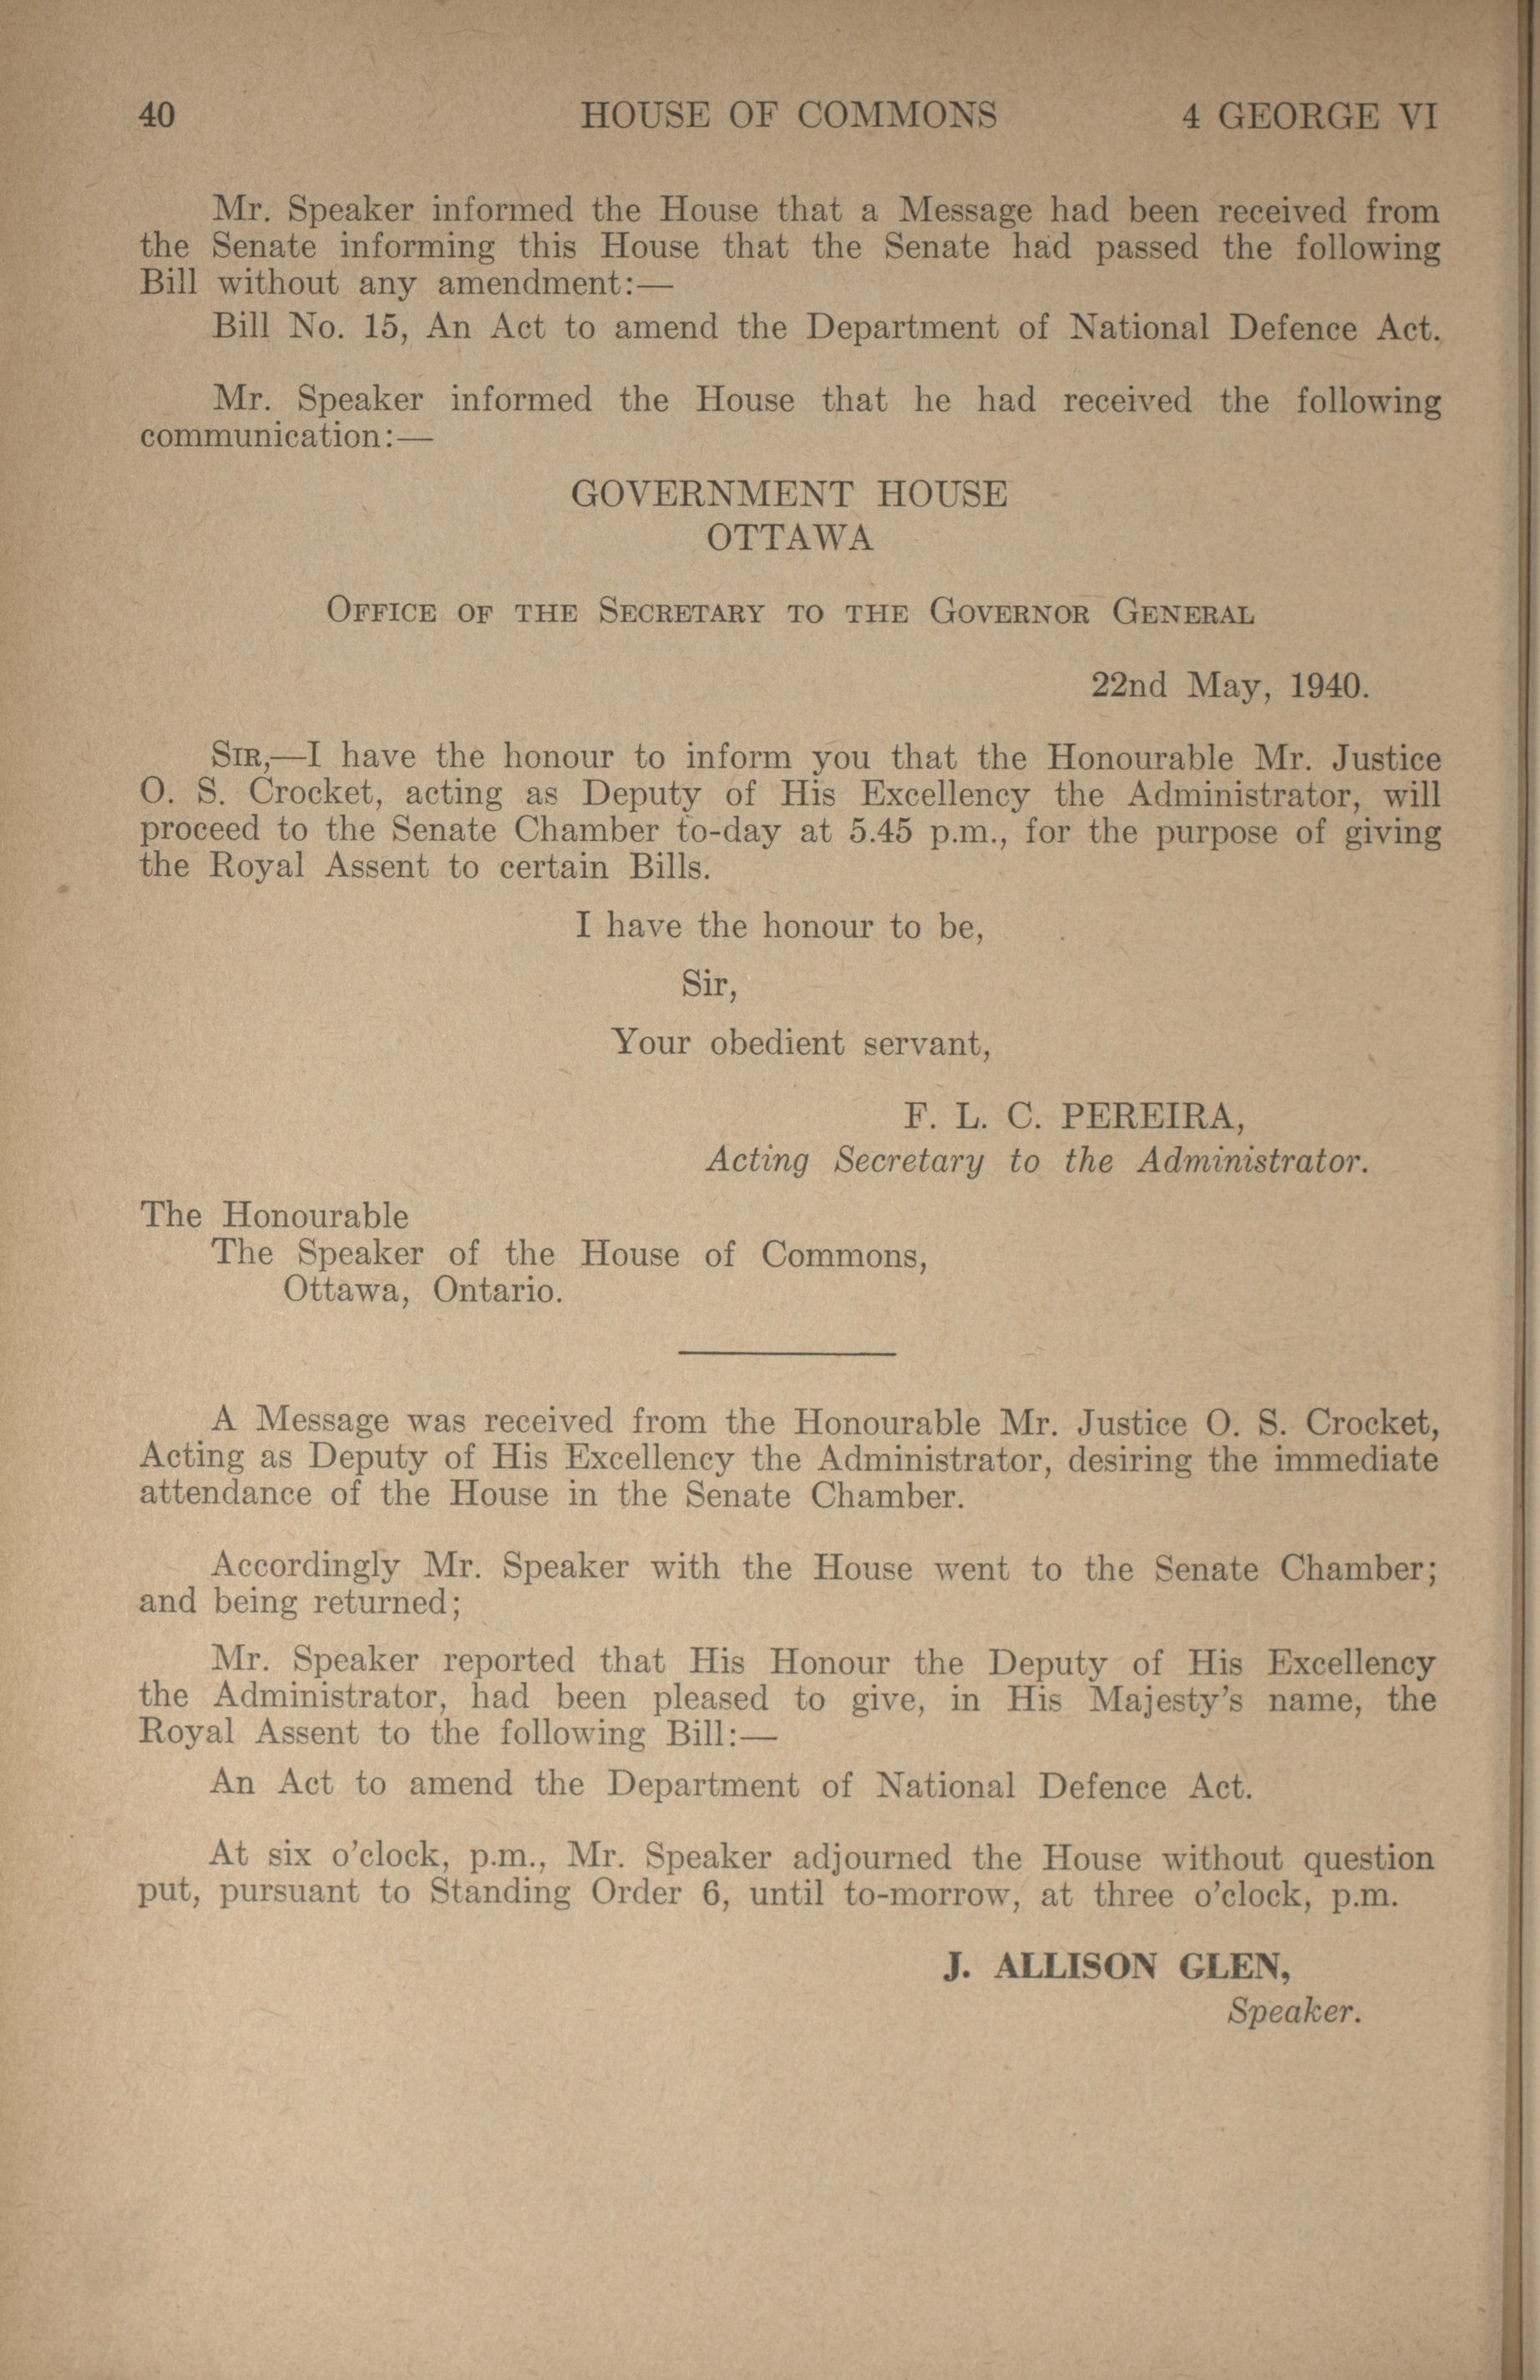 40 HOUSE OF COMMONS 4 GEORGE VI
Mr. Speaker informed the House that a Message had been received from
the Senate informing this House that the Senate had passed the following
Bill without any amendment:—
Bill No. 15, An Act to amend the Department of National Defence Act.
Mr. Speaker informed the House that he had received the following
communication:—
GOVERNMENT HOUSE
OTTAWA
OFFICE OF THE SECRETARY TO THE GOVERNOR GENERAL
22nd May, 1940.
SIR,—I have the honour to inform you that the Honourable Mr. Justice
O. S. Crocket, acting as Deputy of His Excellency the Administrator, will
proceed to the Senate Chamber to-day at 5.45 p.m., for the purpose of giving
the Royal Assent to certain Bills.
I have the honour to be,
Sir,
Your obedient servant,
F. L. C. PEREIRA,
Acting Secretary to the Administrator.
The Honourable
The Speaker of the House of Commons,
Ottawa, Ontario.
A Message was received from the Honourable Mr. Justice O. S. Crocket,
Acting as Deputy of His Excellency the Administrator, desiring the immediate
attendance of the House in the Senate Chamber.
Accordingly Mr. Speaker with the House went to the Senate Chamber;
and being returned;
Mr. Speaker reported that His Honour the Deputy of His Excellency
the Administrator, had been pleased to give, in His Majesty's name, the
Royal Assent to the following Bill:—
An Act to amend the Department of National Defence Act.
At six o'clock, p.m., Mr. Speaker adjourned the House without question
put, pursuant to Standing Order 6, until to-morrow, at three o'clock, p.m.
J. ALLISON GLEN,
Speaker.